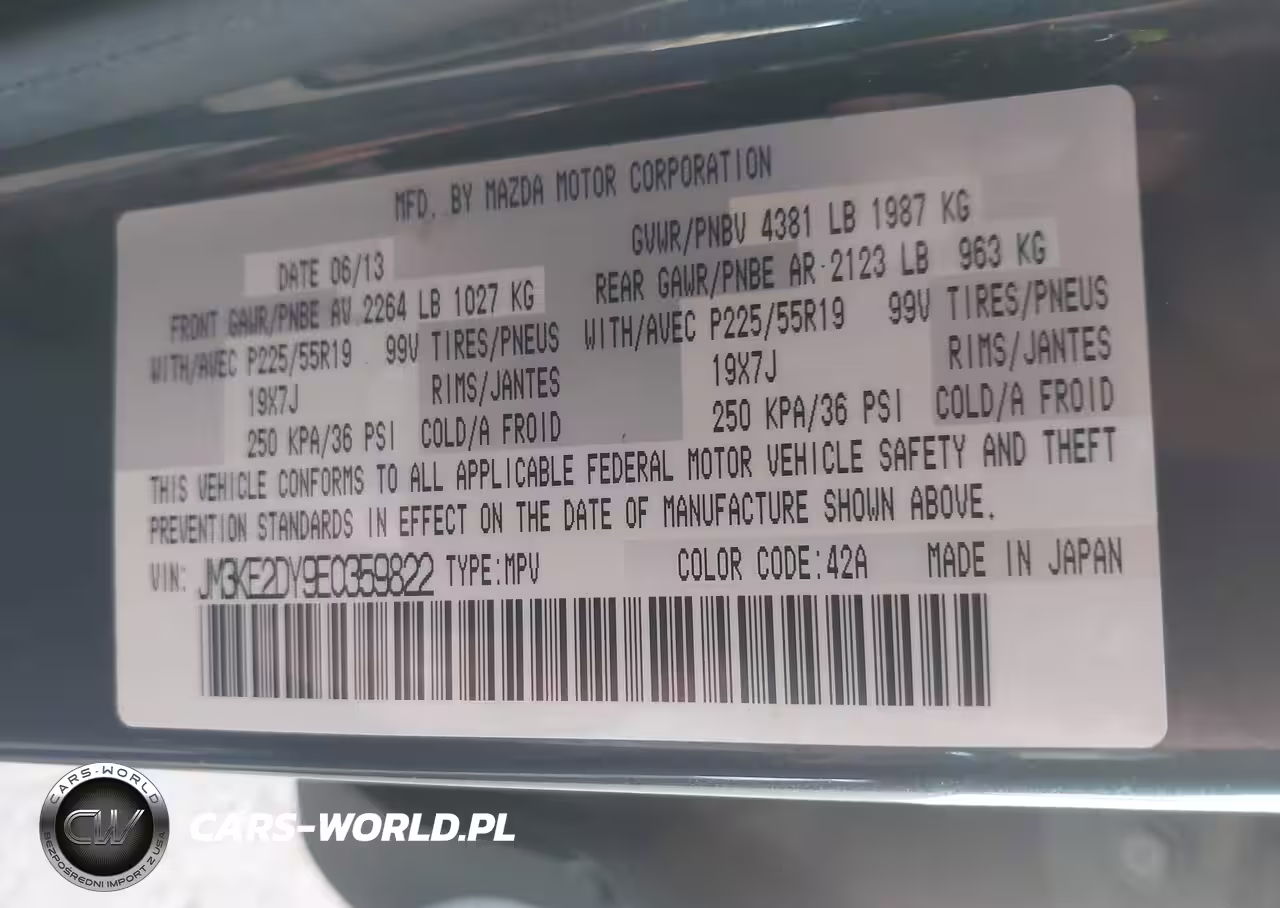 MFD. BY MAZDA MOTOR CORPORATION
DATE 06/13 GVWR/PNBV 4381 LB 1987 KG
FRONT GAWR/PNBE AV 2264 LB 1027 KG REAR GAWR/PNBE AR 2123 LB 963 KG
WITH/AVEC P225/55R19 99V TIRES/PNEUS WITH/AVEC P225/55R19 99V TIRES/PNEUS
19X7J RIMS/JANTES 19X7J RIMS/JANTES
250 KPA/36 PSI COLD/A FROID 250 KPA/36 PSI COLD/A FROID
THIS VEHICLE CONFORMS TO ALL APPLICABLE FEDERAL MOTOR VEHICLE SAFETY AND THEFT
PREVENTION STANDARDS IN EFFECT ON THE DATE OF MANUFACTURE SHOWN ABOVE.
VIN: JM3KE2DY9E0359822 TYPE:MPV COLOR CODE:42A MADE IN JAPAN
CARS-WORLD
CW
BEZPOŚREDNI IMPORT Z USA
CARS-WORLD.PL